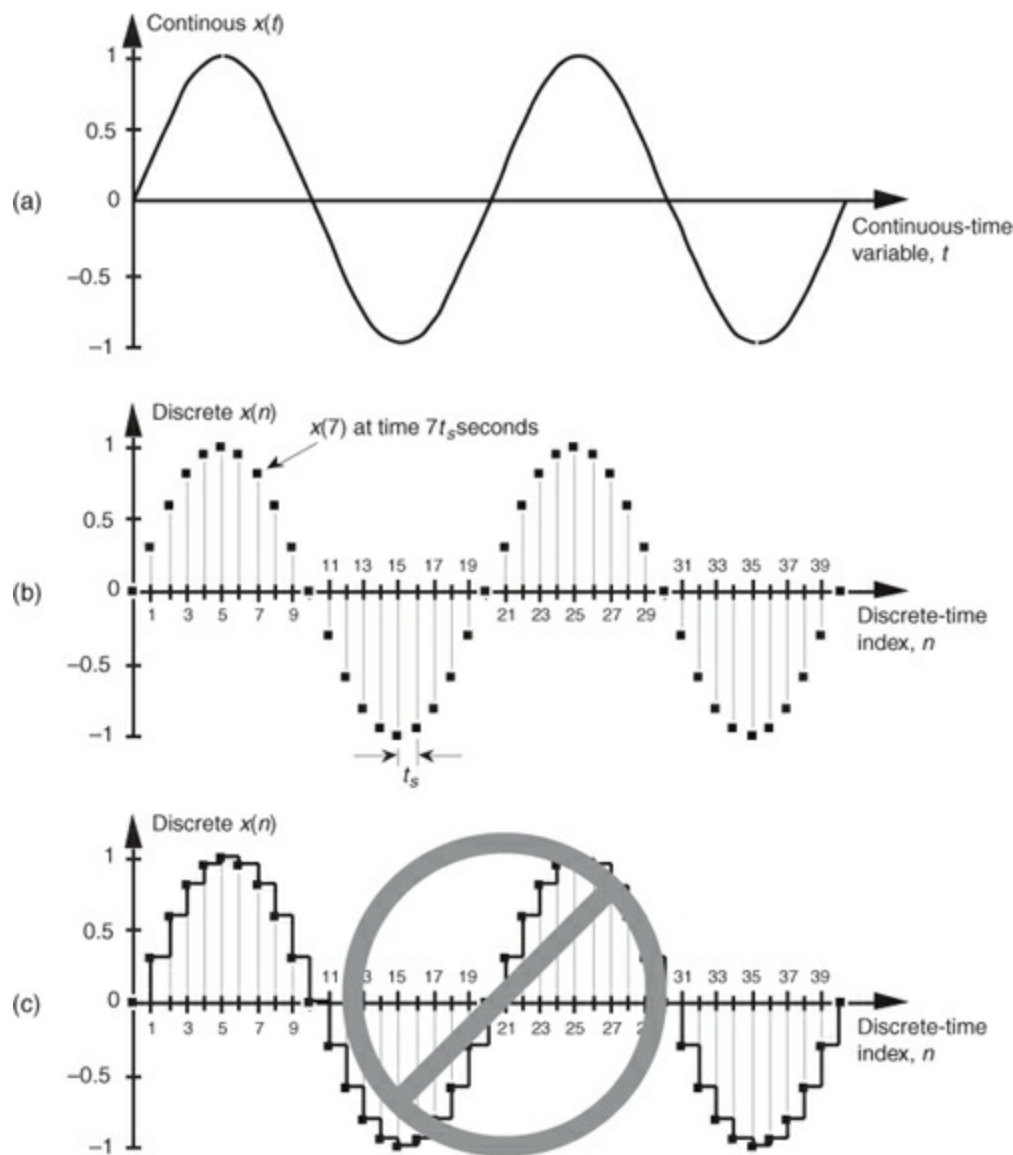 Continous x(t)
1
0.5
0
(a)
Continuous-time
variable, t
–0.5
–1
Discrete x(n)
x(7) at time 7ts seconds
1
0.5
11 13 15 17 19 31 33 35 37 39
0
(b)
1 3 5 7 9 21 23 25 27 29
Discrete-time
index, n
–0.5
–1
ts
Discrete x(n)
1
0.5
11 3 15 17 19 31 33 35 37 39
0
(c)
1 3 5 7 9 21 23 25 27 2
Discrete-time
index, n
–0.5
–1